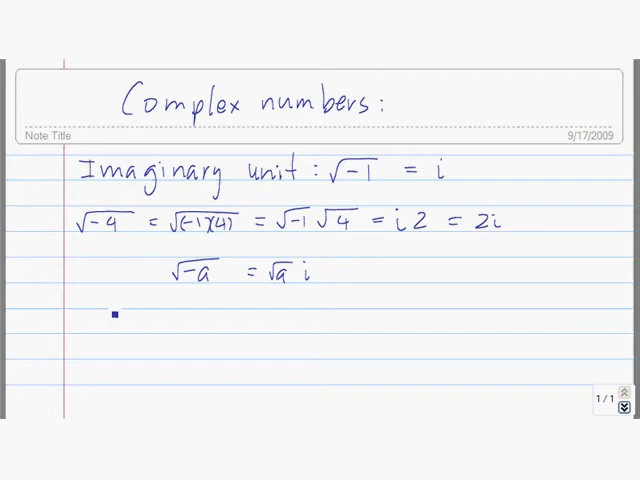 Complex numbers:
Note Title 9/17/2009
Imaginary unit: √-1 = i
√-4 = √(-1)(4) = √-1 √4 = i 2 = 2i
√-a = √a i
1 / 1